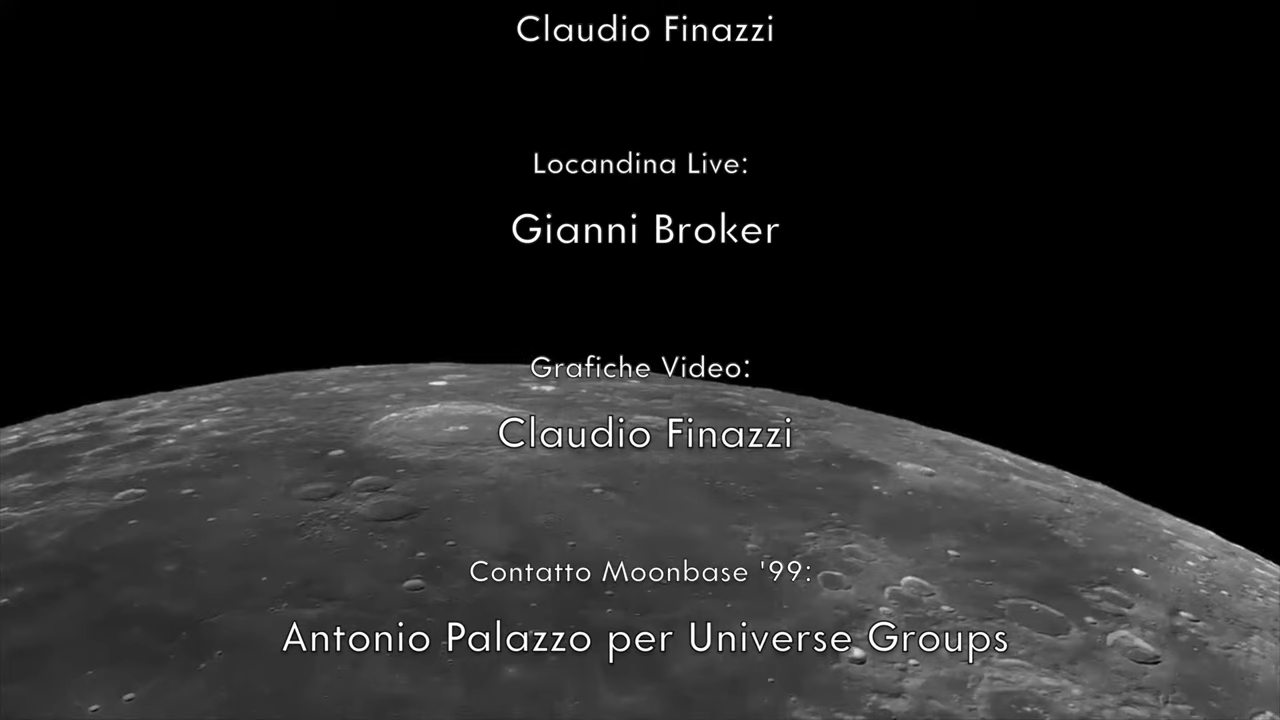 Claudio Finazzi
Locandina Live:
Gianni Broker
Grafiche Video:
Claudio Finazzi
Contatto Moonbase '99:
Antonio Palazzo per Universe Groups